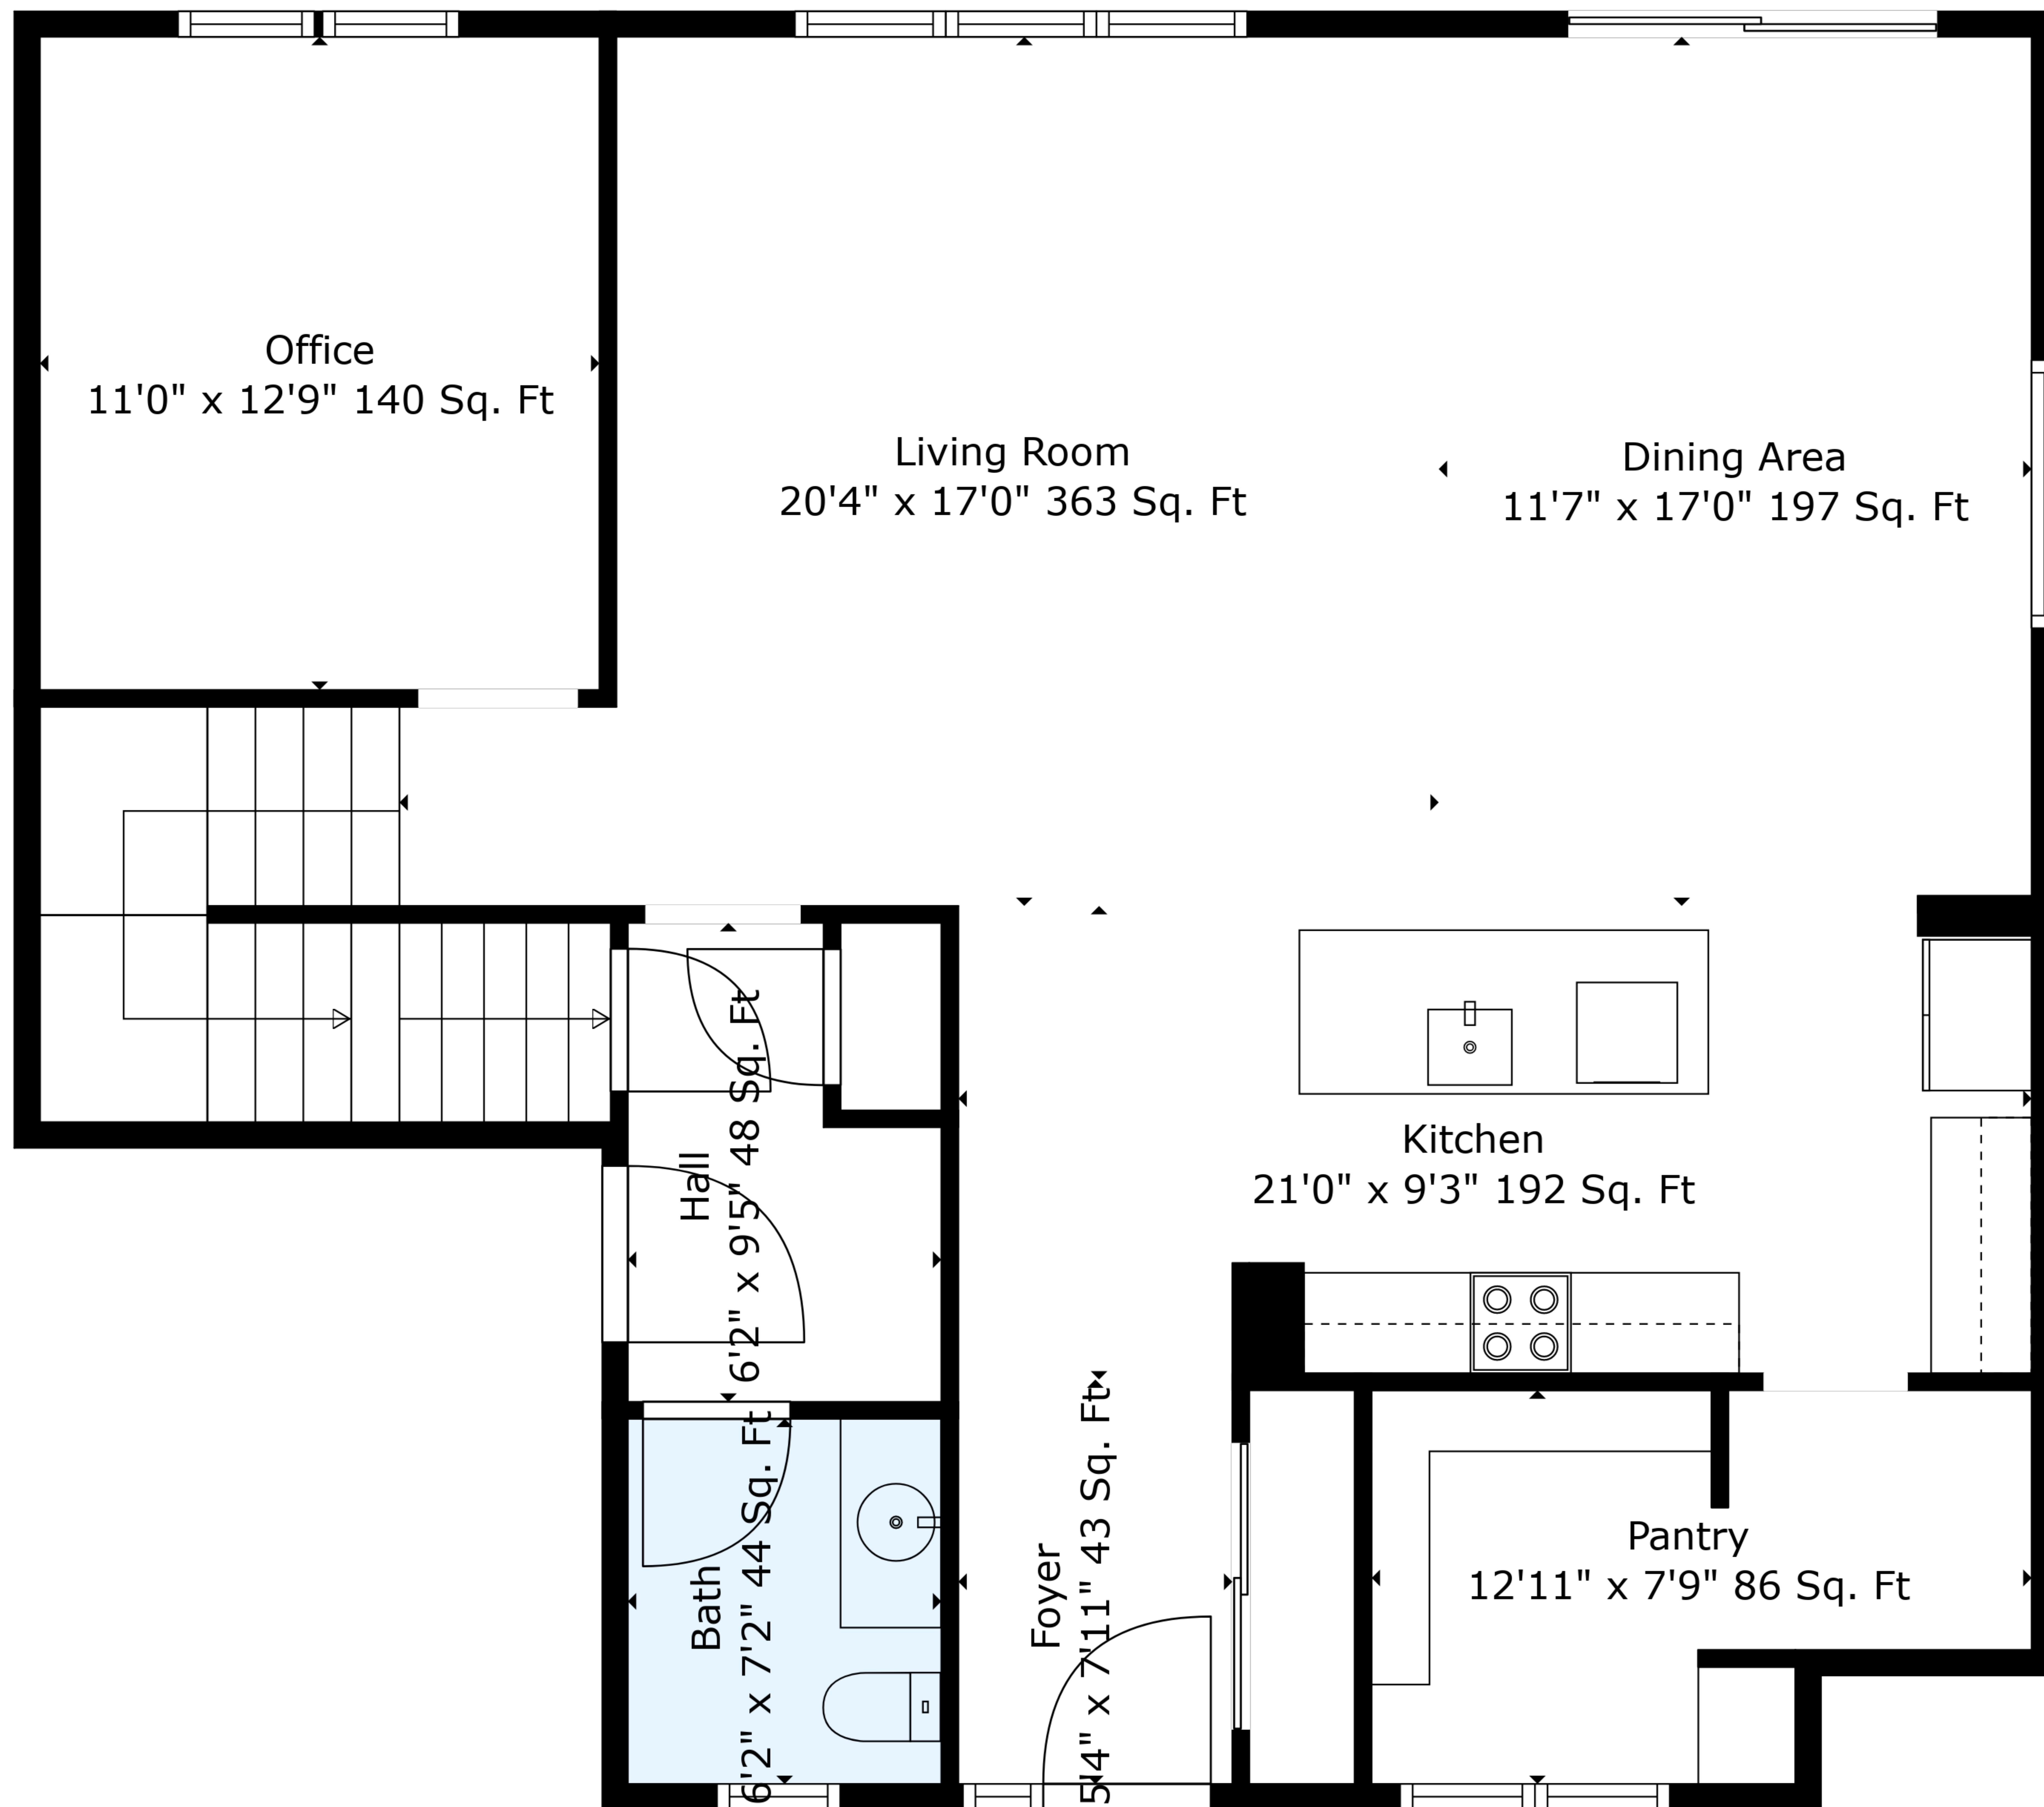 Office
11'0" x 12'9" 140 Sq. Ft
Living Room
20'4" x 17'0" 363 Sq. Ft
Dining Area
11'7" x 17'0" 197 Sq. Ft
Hall
6'2" x 9'5" 48 Sq. Ft
Kitchen
21'0" x 9'3" 192 Sq. Ft
Bath
6'2" x 7'2" 44 Sq. Ft
Foyer
5'4" x 7'11" 43 Sq. Ft
Pantry
12'11" x 7'9" 86 Sq. Ft